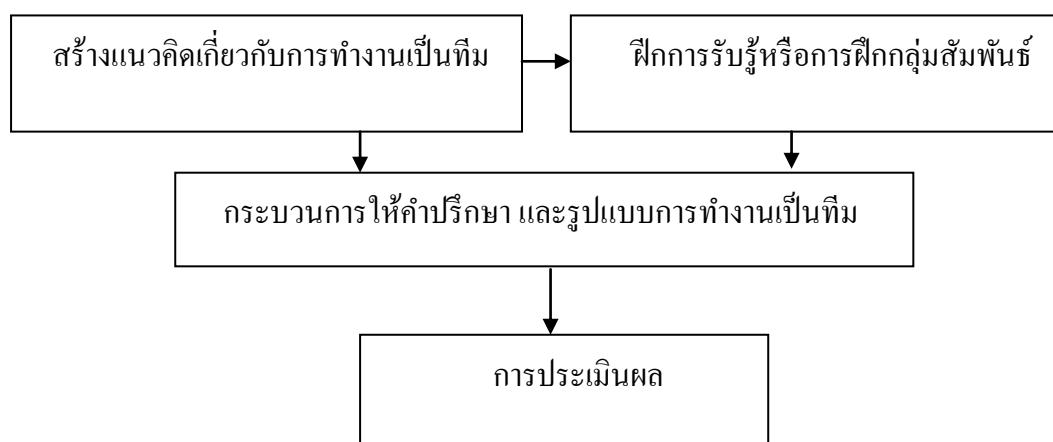 สร้างแนวคิดเกี่ยวกับการทำงานเป็นทีม
ฝึกการรับรู้หรือการฝึกกลุ่มสัมพันธ์
กระบวนการให้คำปรึกษา และรูปแบบการทำงานเป็นทีม
การประเมินผล